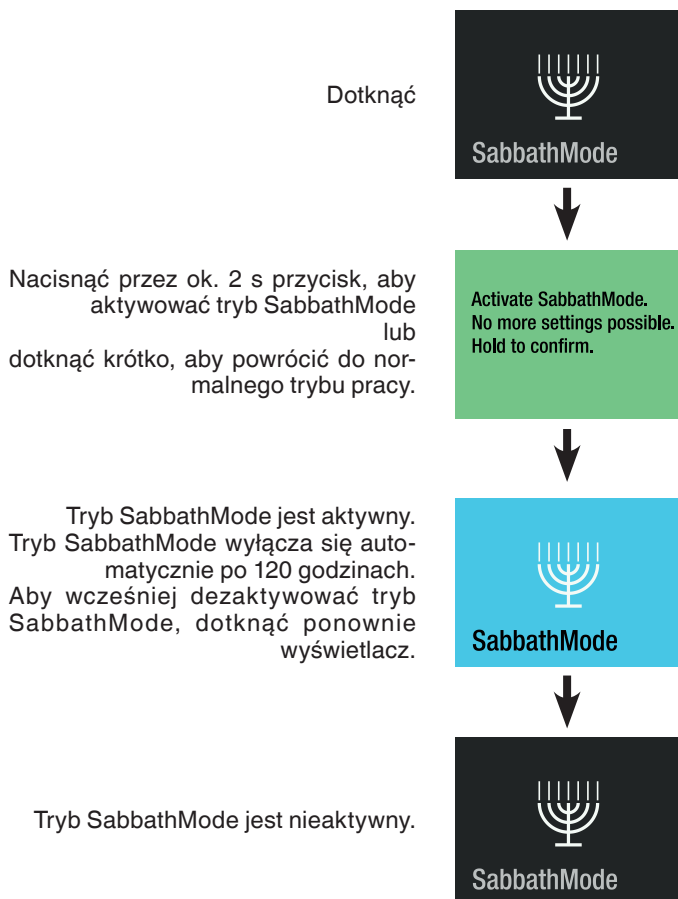 Dotknąć
SabbathMode
Nacisnąć przez ok. 2 s przycisk, aby
aktywować tryb SabbathMode
lub
dotknąć krótko, aby powrócić do nor-
malnego trybu pracy.
Activate SabbathMode.
No more settings possible.
Hold to confirm.
Tryb SabbathMode jest aktywny.
Tryb SabbathMode wyłącza się auto-
matycznie po 120 godzinach.
Aby wcześniej dezaktywować tryb
SabbathMode, dotknąć ponownie
wyświetlacz.
SabbathMode
Tryb SabbathMode jest nieaktywny.
SabbathMode